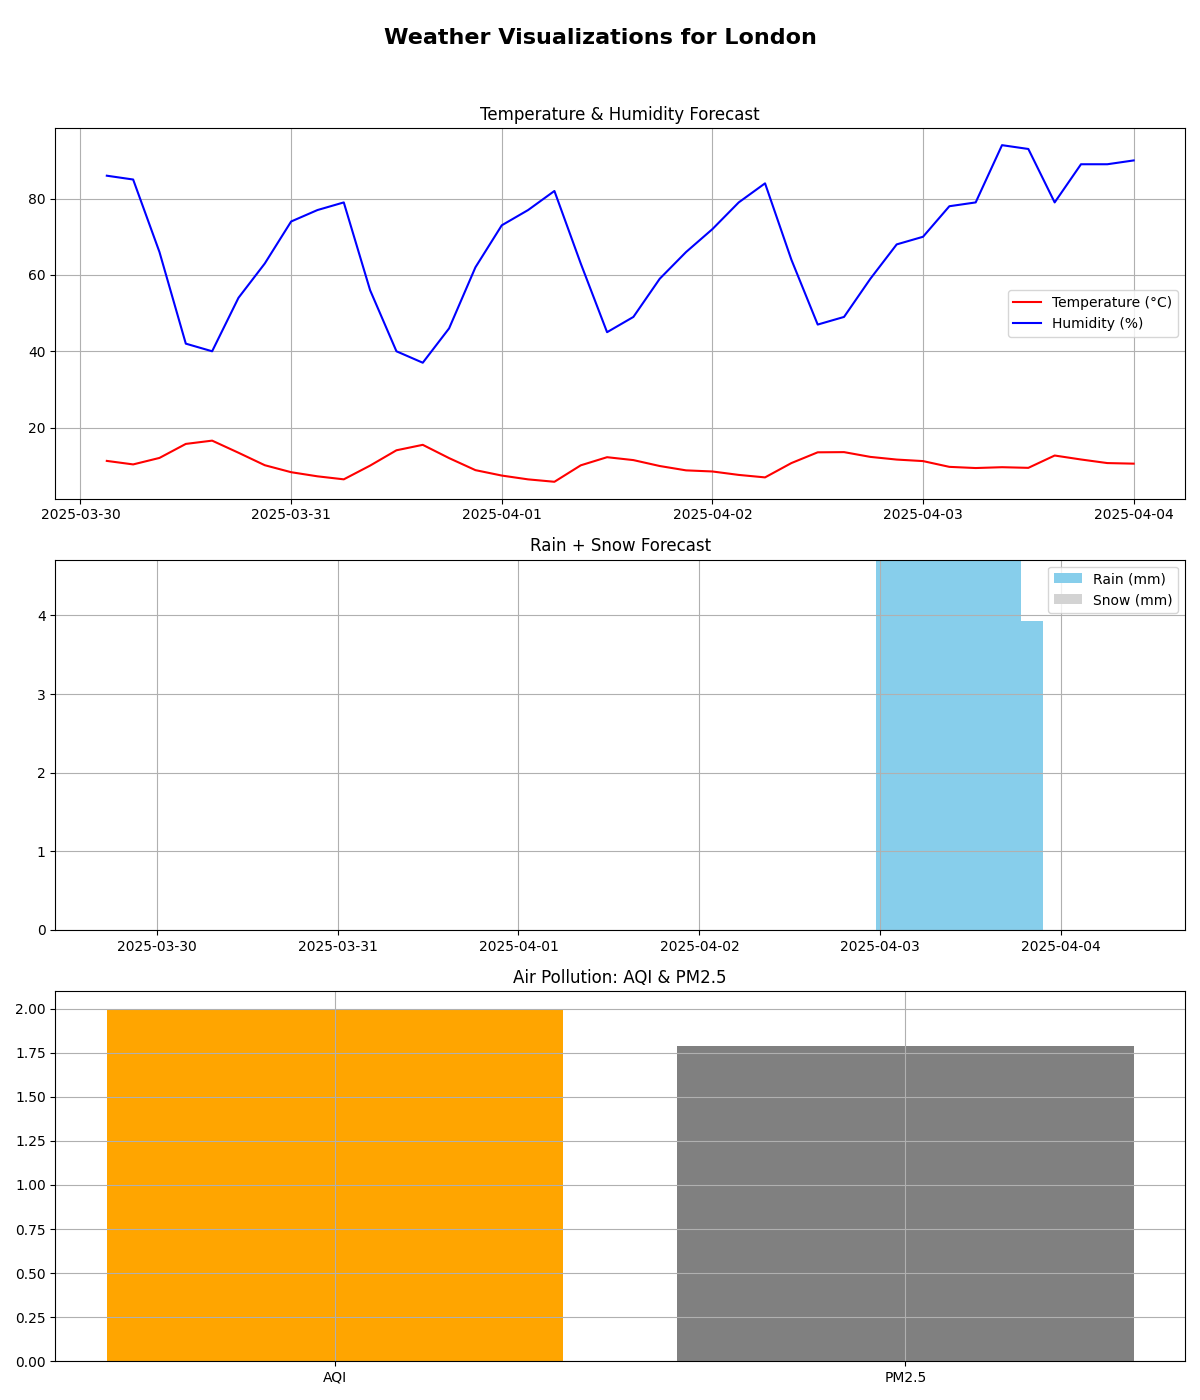 Weather Visualizations for London
Temperature & Humidity Forecast
80
60
40
20
Temperature (°C)
Humidity (%)
2025-03-30 2025-03-31 2025-04-01 2025-04-02 2025-04-03 2025-04-04
Rain + Snow Forecast
4
3
2
1
0
Rain (mm)
Snow (mm)
2025-03-30 2025-03-31 2025-04-01 2025-04-02 2025-04-03 2025-04-04
Air Pollution: AQI & PM2.5
2.00
1.75
1.50
1.25
1.00
0.75
0.50
0.25
0.00
AQI PM2.5